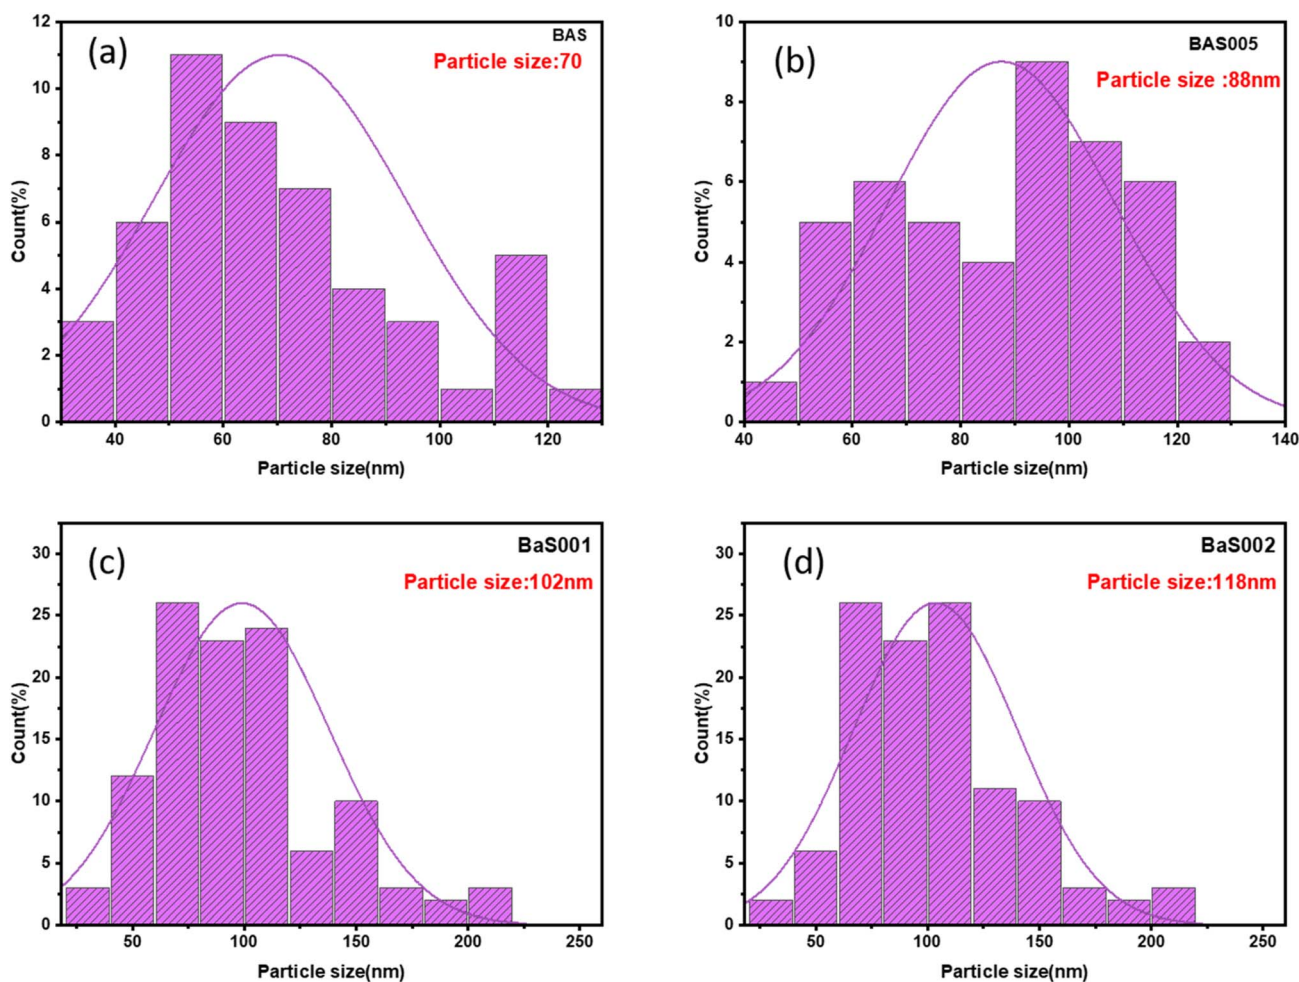 (a)
BAS
Particle size:70
12
10
8
6
4
2
0
Count(%)
40 60 80 100 120
Particle size(nm)
(b)
BAS005
Particle size :88nm
10
8
6
4
2
0
Count(%)
40 60 80 100 120 140
Particle size(nm)
(c)
BaS001
Particle size:102nm
30
25
20
15
10
5
0
Count(%)
50 100 150 200 250
Particle size(nm)
(d)
BaS002
Particle size:118nm
30
25
20
15
10
5
0
Count(%)
50 100 150 200 250
Particle size(nm)